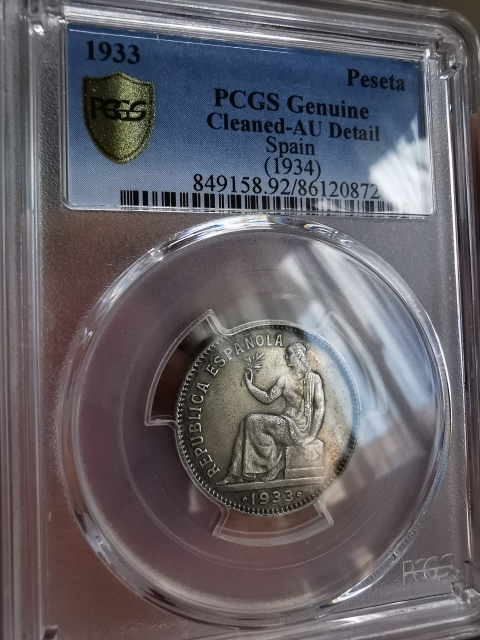 1933
Peseta
PCGS
PCGS Genuine
Cleaned-AU Detail
Spain
(1934)
849158.92/86120872
REPUBLICA ESPAÑOLA
1933
PCGS